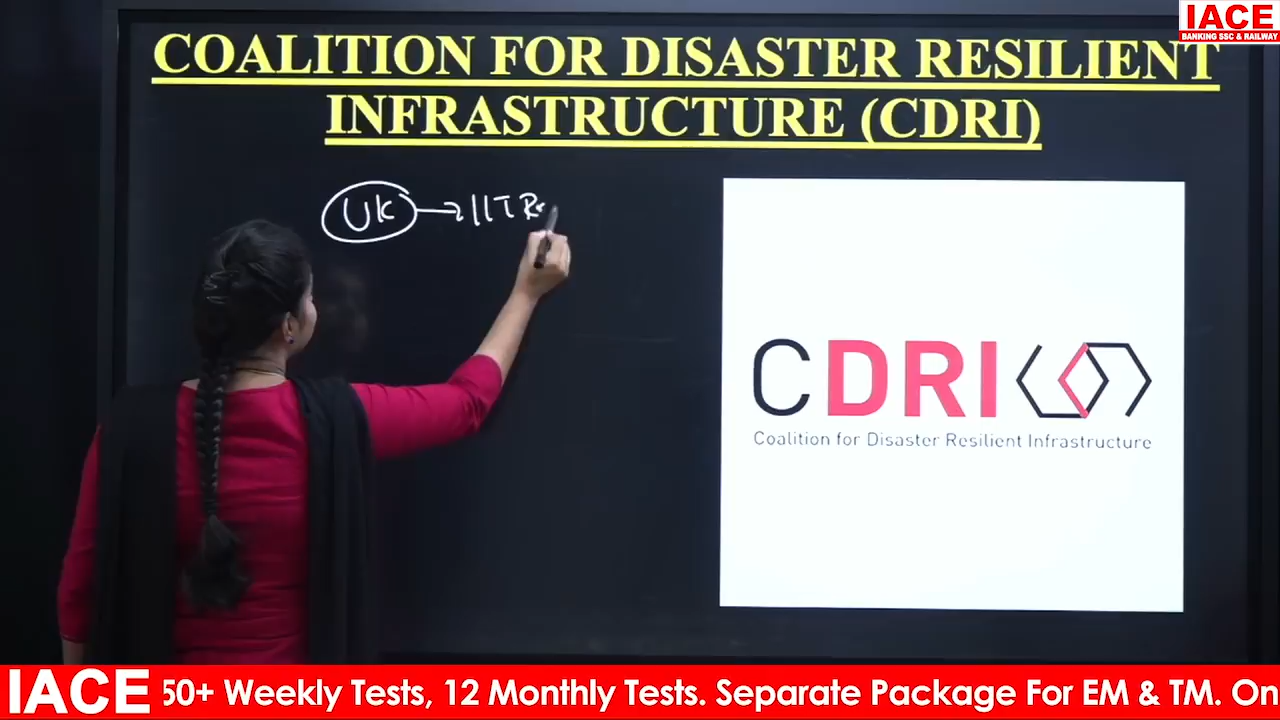 IACE
BANKING SSC & RAILWAY
COALITION FOR DISASTER RESILIENT
INFRASTRUCTURE (CDRI)
UK → IIT
CDRI
Coalition for Disaster Resilient Infrastructure
IACE 50+ Weekly Tests, 12 Monthly Tests. Separate Package For EM & TM. On